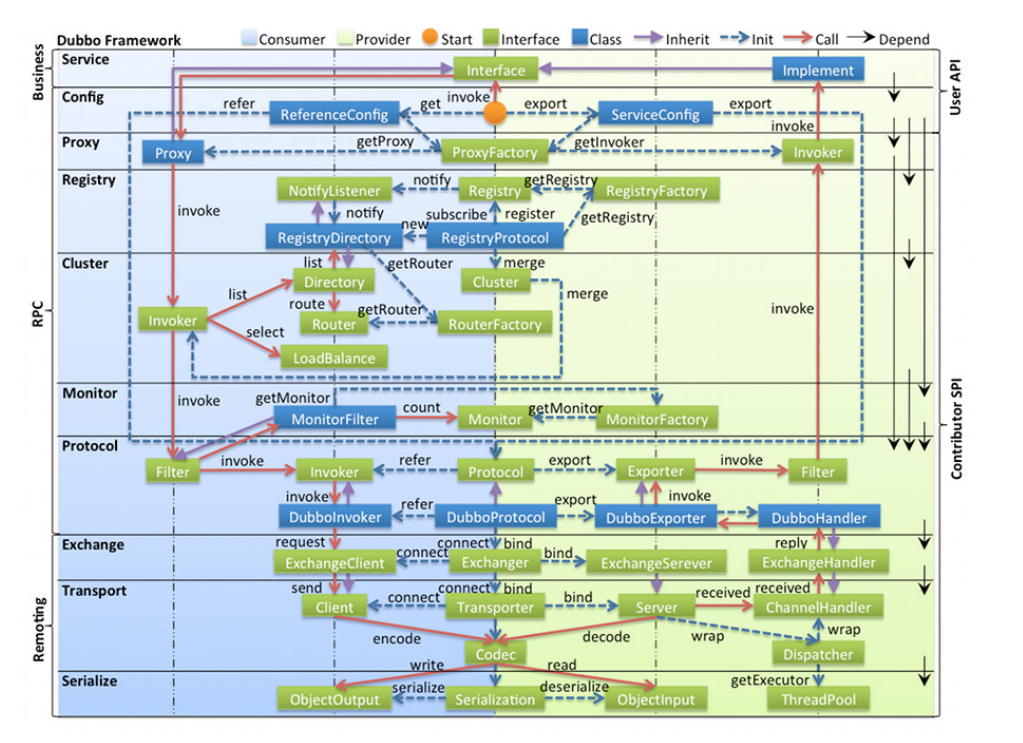 Dubbo Framework Consumer Provider Start Interface Class Inherit Init Call Depend
Business
Service
Interface
Implement
User API
Config
refer
ReferenceConfig
get
invoke
export
ServiceConfig
export
invoke
Proxy
Proxy
getProxy
ProxyFactory
getInvoker
Invoker
Registry
NotifyListener
notify
Registry
getRegistry
RegistryFactory
invoke
notify
subscribe
register
getRegistry
new
RegistryDirectory
RegistryProtocol
RPC
Cluster
list
getRouter
merge
Directory
Cluster
merge
list
route
getRouter
invoke
Invoker
Router
RouterFactory
select
LoadBalance
Monitor
invoke
getMonitor
MonitorFilter
count
Monitor
getMonitor
MonitorFactory
Contributor SPI
Protocol
Filter
invoke
Invoker
refer
Protocol
export
Exporter
invoke
Filter
invoke
refer
export
invoke
DubboInvoker
DubboProtocol
DubboExporter
DubboHandler
Remoting
Exchange
request
connect
bind
reply
connect
bind
ExchangeClient
Exchanger
ExchangeSerever
ExchangeHandler
Transport
send
connect
bind
received
received
Client
connect
Transporter
bind
Server
ChannelHandler
encode
decode
wrap
wrap
Codec
Dispatcher
write
read
Serialize
getExecutor
serialize
deserialize
ObjectOutput
Serialization
ObjectInput
ThreadPool